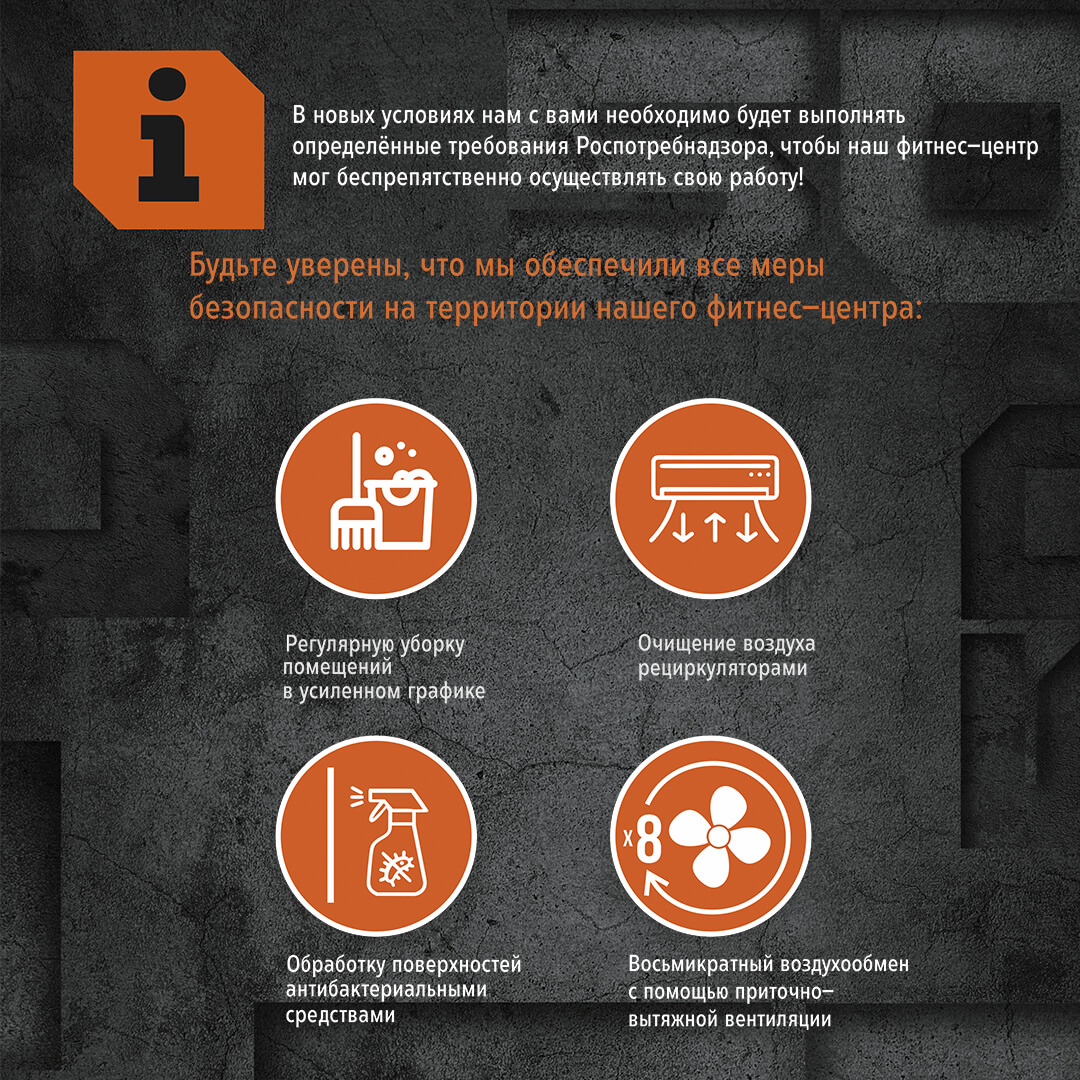 i
В новых условиях нам с вами необходимо будет выполнять
определённые требования Роспотребнадзора, чтобы наш фитнес–центр
мог беспрепятственно осуществлять свою работу!
Будьте уверены, что мы обеспечили все меры
безопасности на территории нашего фитнес–центра:
Регулярную уборку
помещений
в усиленном графике
Очищение воздуха
рециркуляторами
x8
Обработку поверхностей
антибактериальными
средствами
Восьмикратный воздухообмен
с помощью приточно–
вытяжной вентиляции